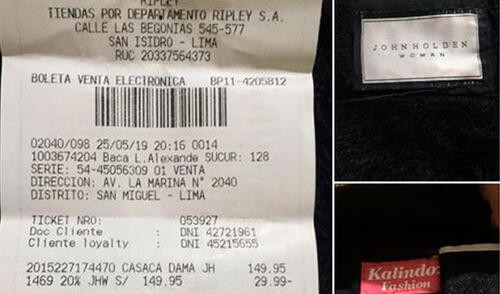 RIPLEY
TIENDAS POR DEPARTAMENTO RIPLEY S.A.
CALLE LAS BEGONIAS 545-577
SAN ISIDRO - LIMA
RUC 20337564373
BOLETA VENTA ELECTRONICA BP11-4205812
02040/098 25/05/19 20:16 0014
1003674204 Baca L.Alexande SUCUR: 128
SERIE: 54-45056309 01 VENTA
DIRECCION: AV. LA MARINA N° 2040
DISTRITO: SAN MIGUEL - LIMA
TICKET NRO: 053927
Doc Cliente : DNI 42721961
Cliente loyalty : DNI 45215655
2015227174470 CASACA DAMA JH 149.95
1469 20% JHW S/ 149.95 29.99-
JOHN HOLDEN
WOMAN
Kalindo
Fashion